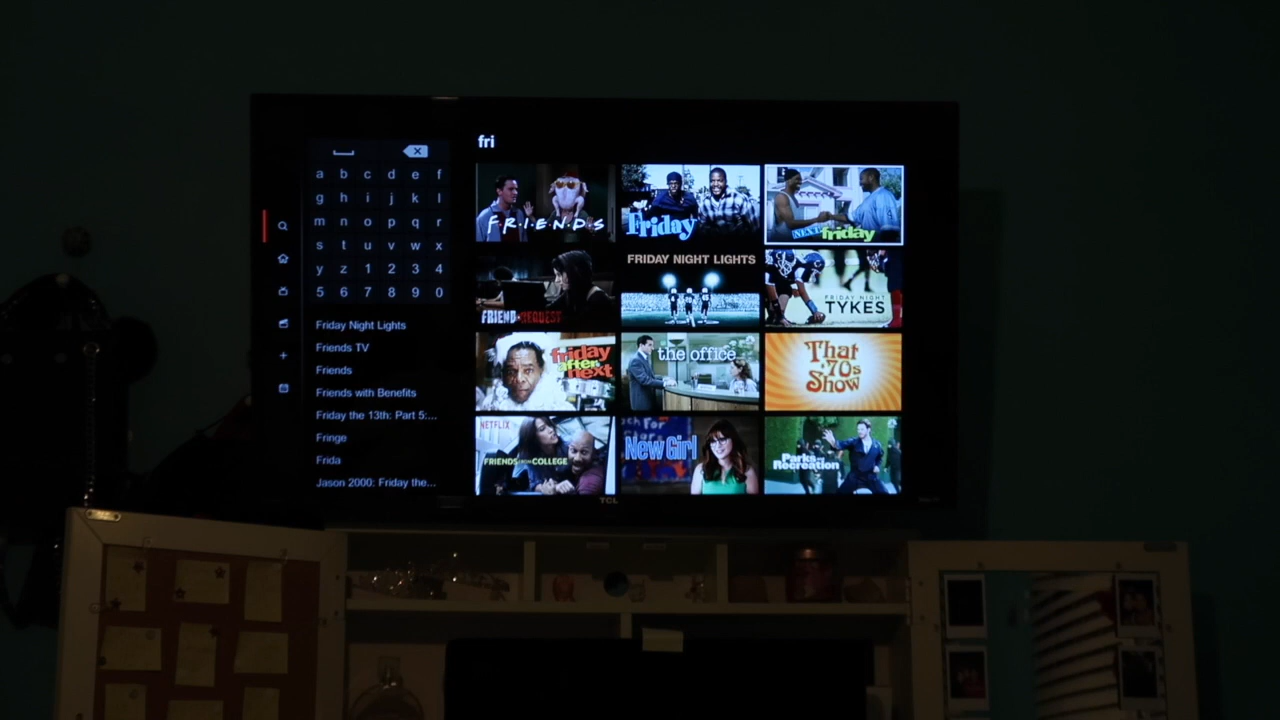 fri
a b c d e f
g h i j k l
m n o p q r
s t u v w x
y z 1 2 3 4
5 6 7 8 9 0
Friday Night Lights
Friends TV
Friends
Friends with Benefits
Friday the 13th: Part 5:...
Fringe
Frida
Jason 2000: Friday the...
F·R·I·E·N·D·S
Friday
NEXT friday
FRIEND REQUEST
FRIDAY NIGHT LIGHTS
FRIDAY NIGHT
TYKES
friday
after
next
the office
That
'70s
Show
NETFLIX
FRIENDS FROM COLLEGE
New Girl
Parks and
Recreation
TCL